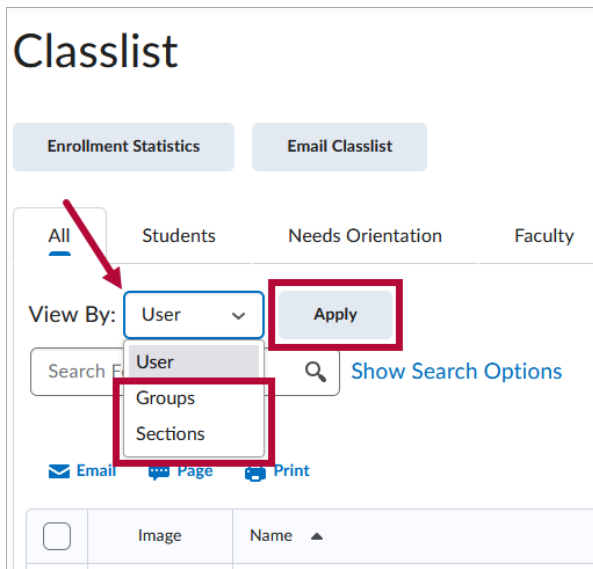 Classlist
Enrollment Statistics Email Classlist
All Students Needs Orientation Faculty
View By: User Apply
User
Search Show Search Options
Groups
Sections
Email Page Print
Image Name